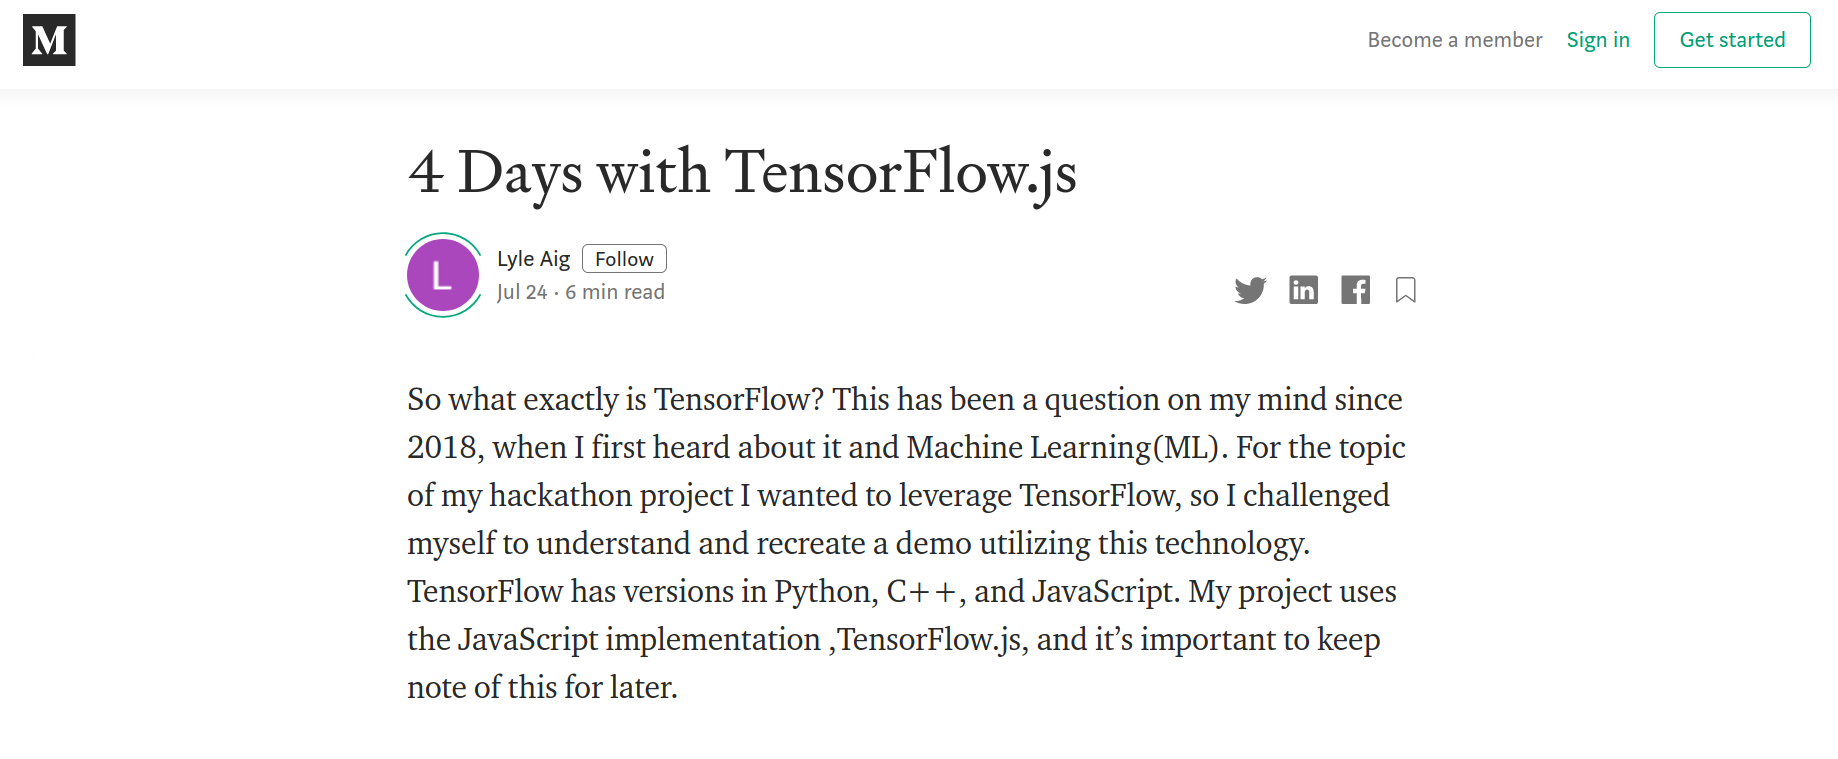 M
Become a member Sign in Get started
4 Days with TensorFlow.js
L
Lyle Aig Follow
Jul 24 · 6 min read
in f
So what exactly is TensorFlow? This has been a question on my mind since
2018, when I first heard about it and Machine Learning(ML). For the topic
of my hackathon project I wanted to leverage TensorFlow, so I challenged
myself to understand and recreate a demo utilizing this technology.
TensorFlow has versions in Python, C++, and JavaScript. My project uses
the JavaScript implementation ,TensorFlow.js, and it’s important to keep
note of this for later.